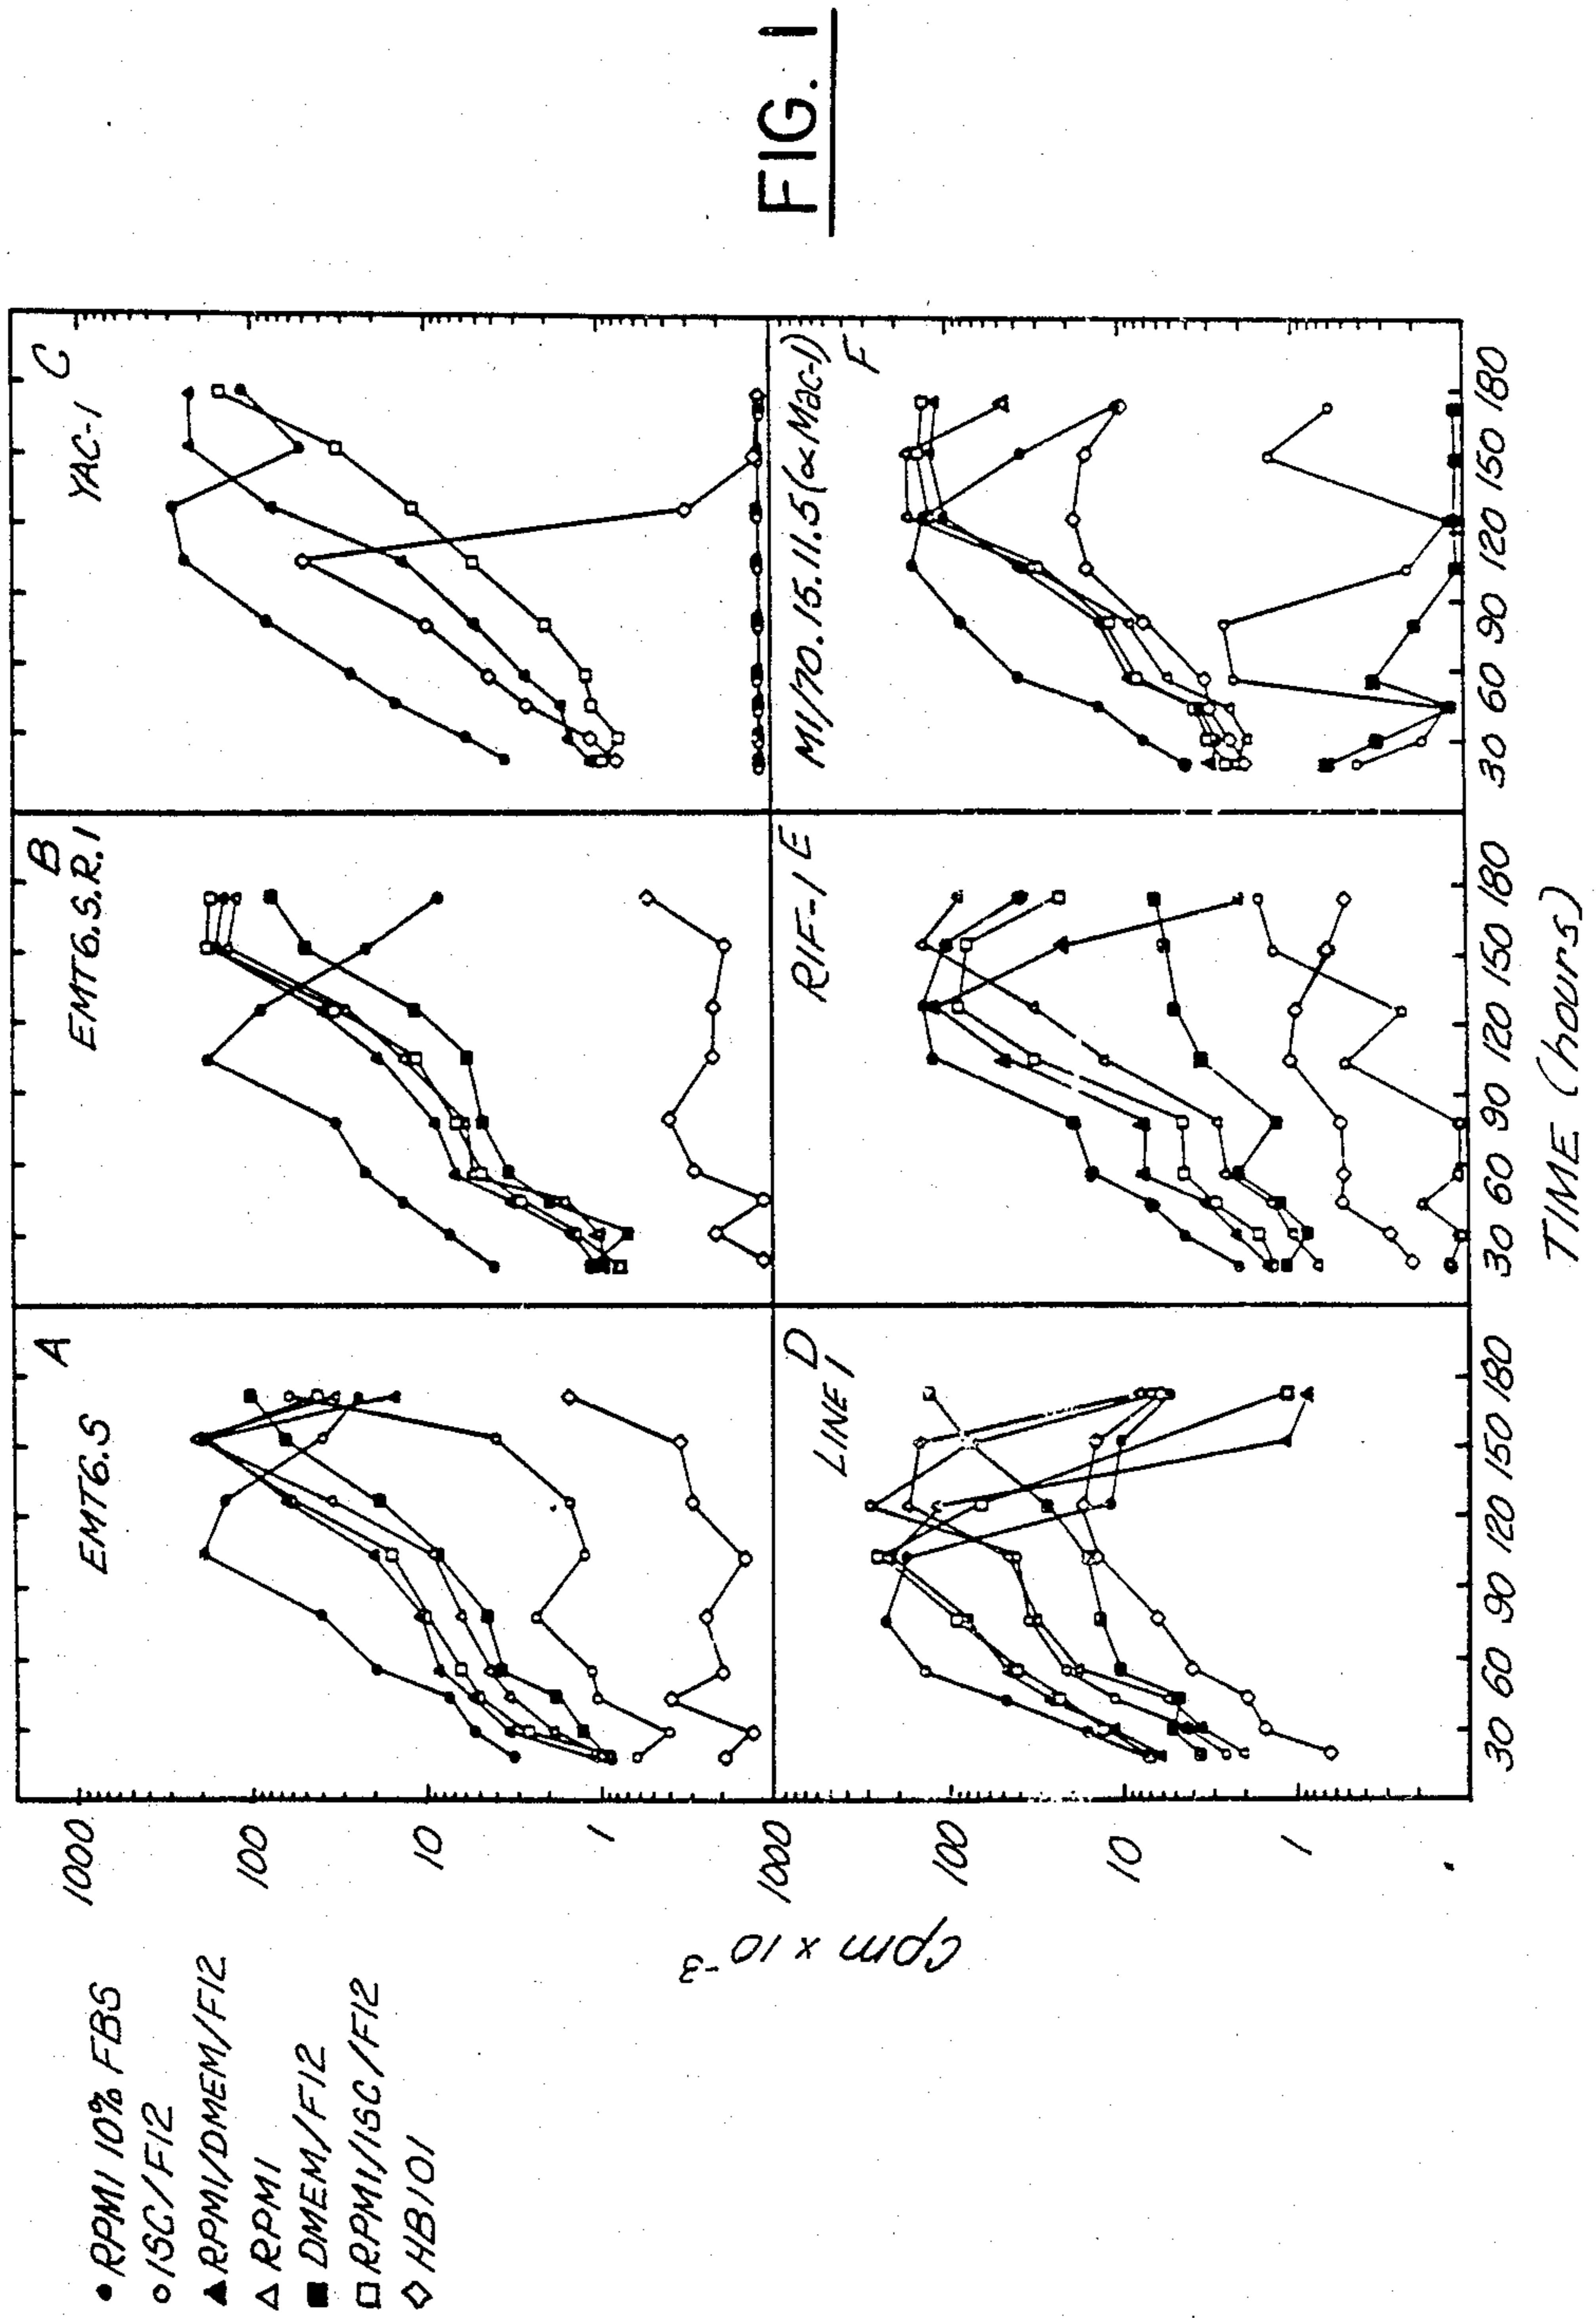 ● RPMI 10% FBS
○ ISC/F12
▲ RPMI/DMEM/F12
△ RPMI
■ DMEM/F12
□ RPMI/ISC/F12
◇ HB101
cpm x 10⁻³
1000
100
10
1
1000
100
10
1
A
EMT6.S
B
EMT6.S.R.1
YAC-1 C
LINE 1 D
RIF-1 E
M1/70.15.11.5 (αMac-1)
F
30 60 90 120 150 180
30 60 90 120 150 180
30 60 90 120 150 180
TIME (hours)
FIG. 1